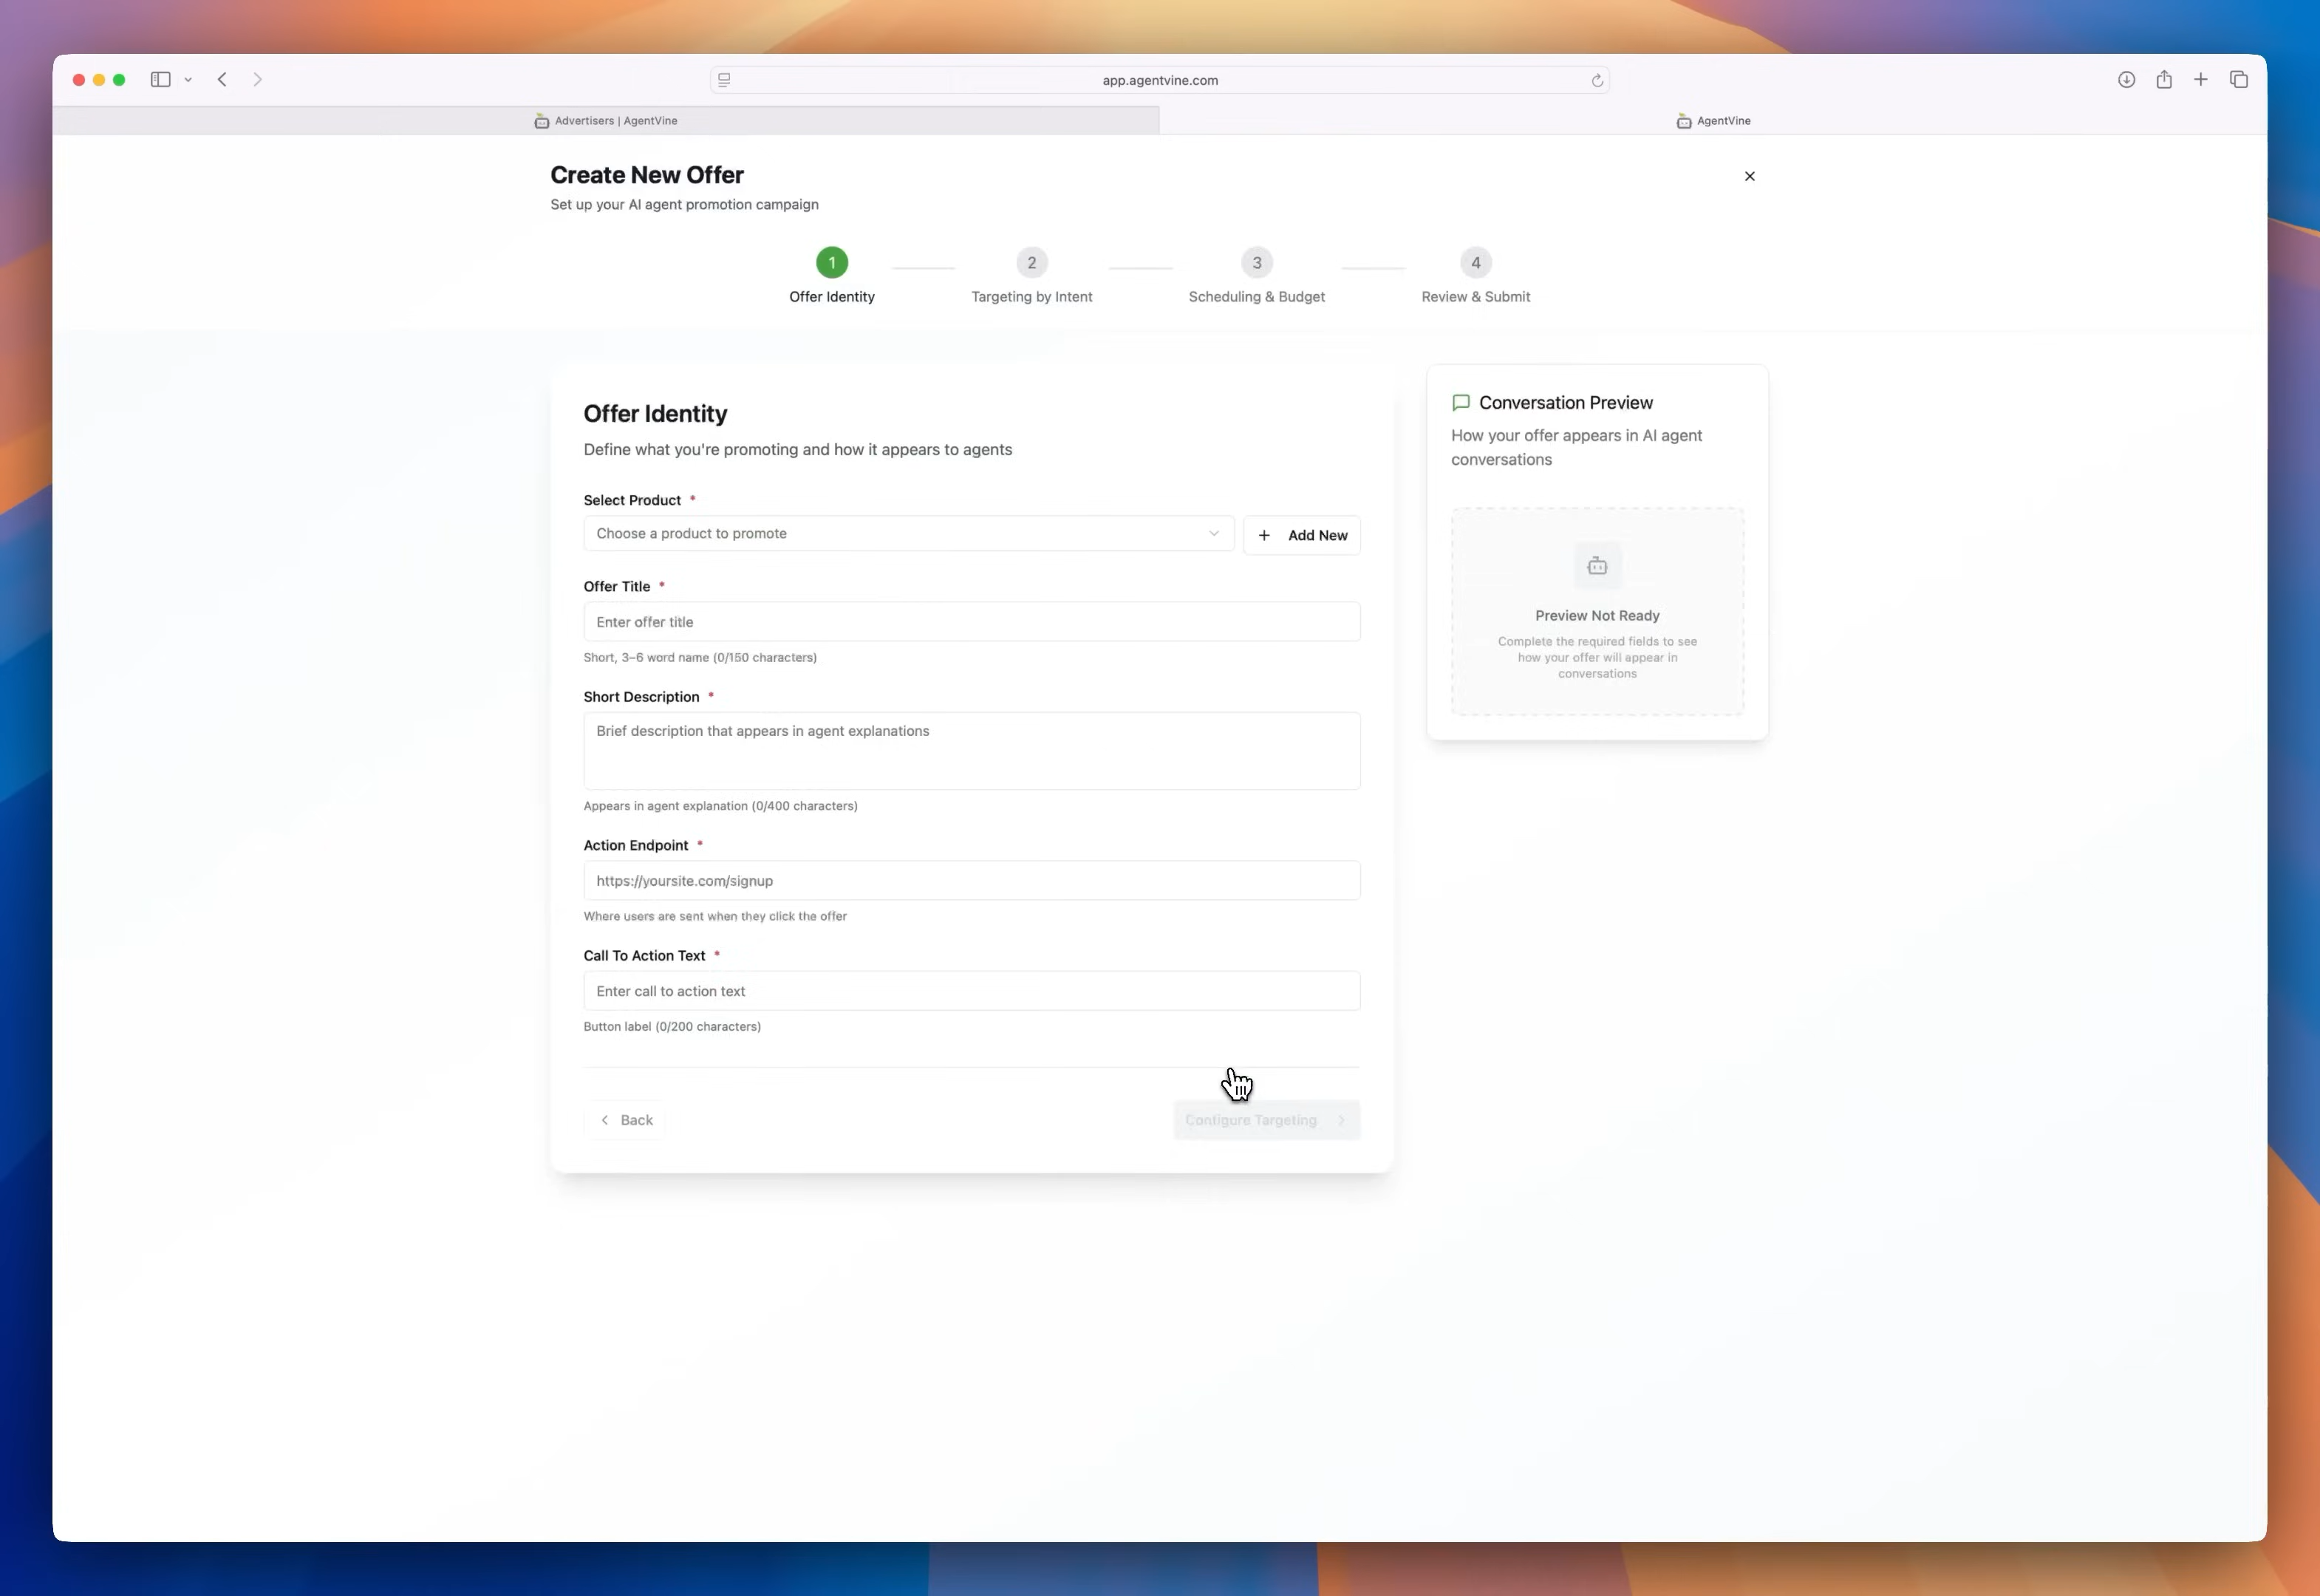 app.agentvine.com
Advertisers | AgentVine
AgentVine
Create New Offer
Set up your AI agent promotion campaign
1
2
3
4
Offer Identity
Targeting by Intent
Scheduling & Budget
Review & Submit
Offer Identity
Define what you're promoting and how it appears to agents
Select Product *
Choose a product to promote
+ Add New
Offer Title *
Enter offer title
Short, 3–6 word name (0/150 characters)
Short Description *
Brief description that appears in agent explanations
Appears in agent explanation (0/400 characters)
Action Endpoint *
https://yoursite.com/signup
Where users are sent when they click the offer
Call To Action Text *
Enter call to action text
Button label (0/200 characters)
Back
Configure Targeting
Conversation Preview
How your offer appears in AI agent
conversations
Preview Not Ready
Complete the required fields to see
how your offer will appear in
conversations